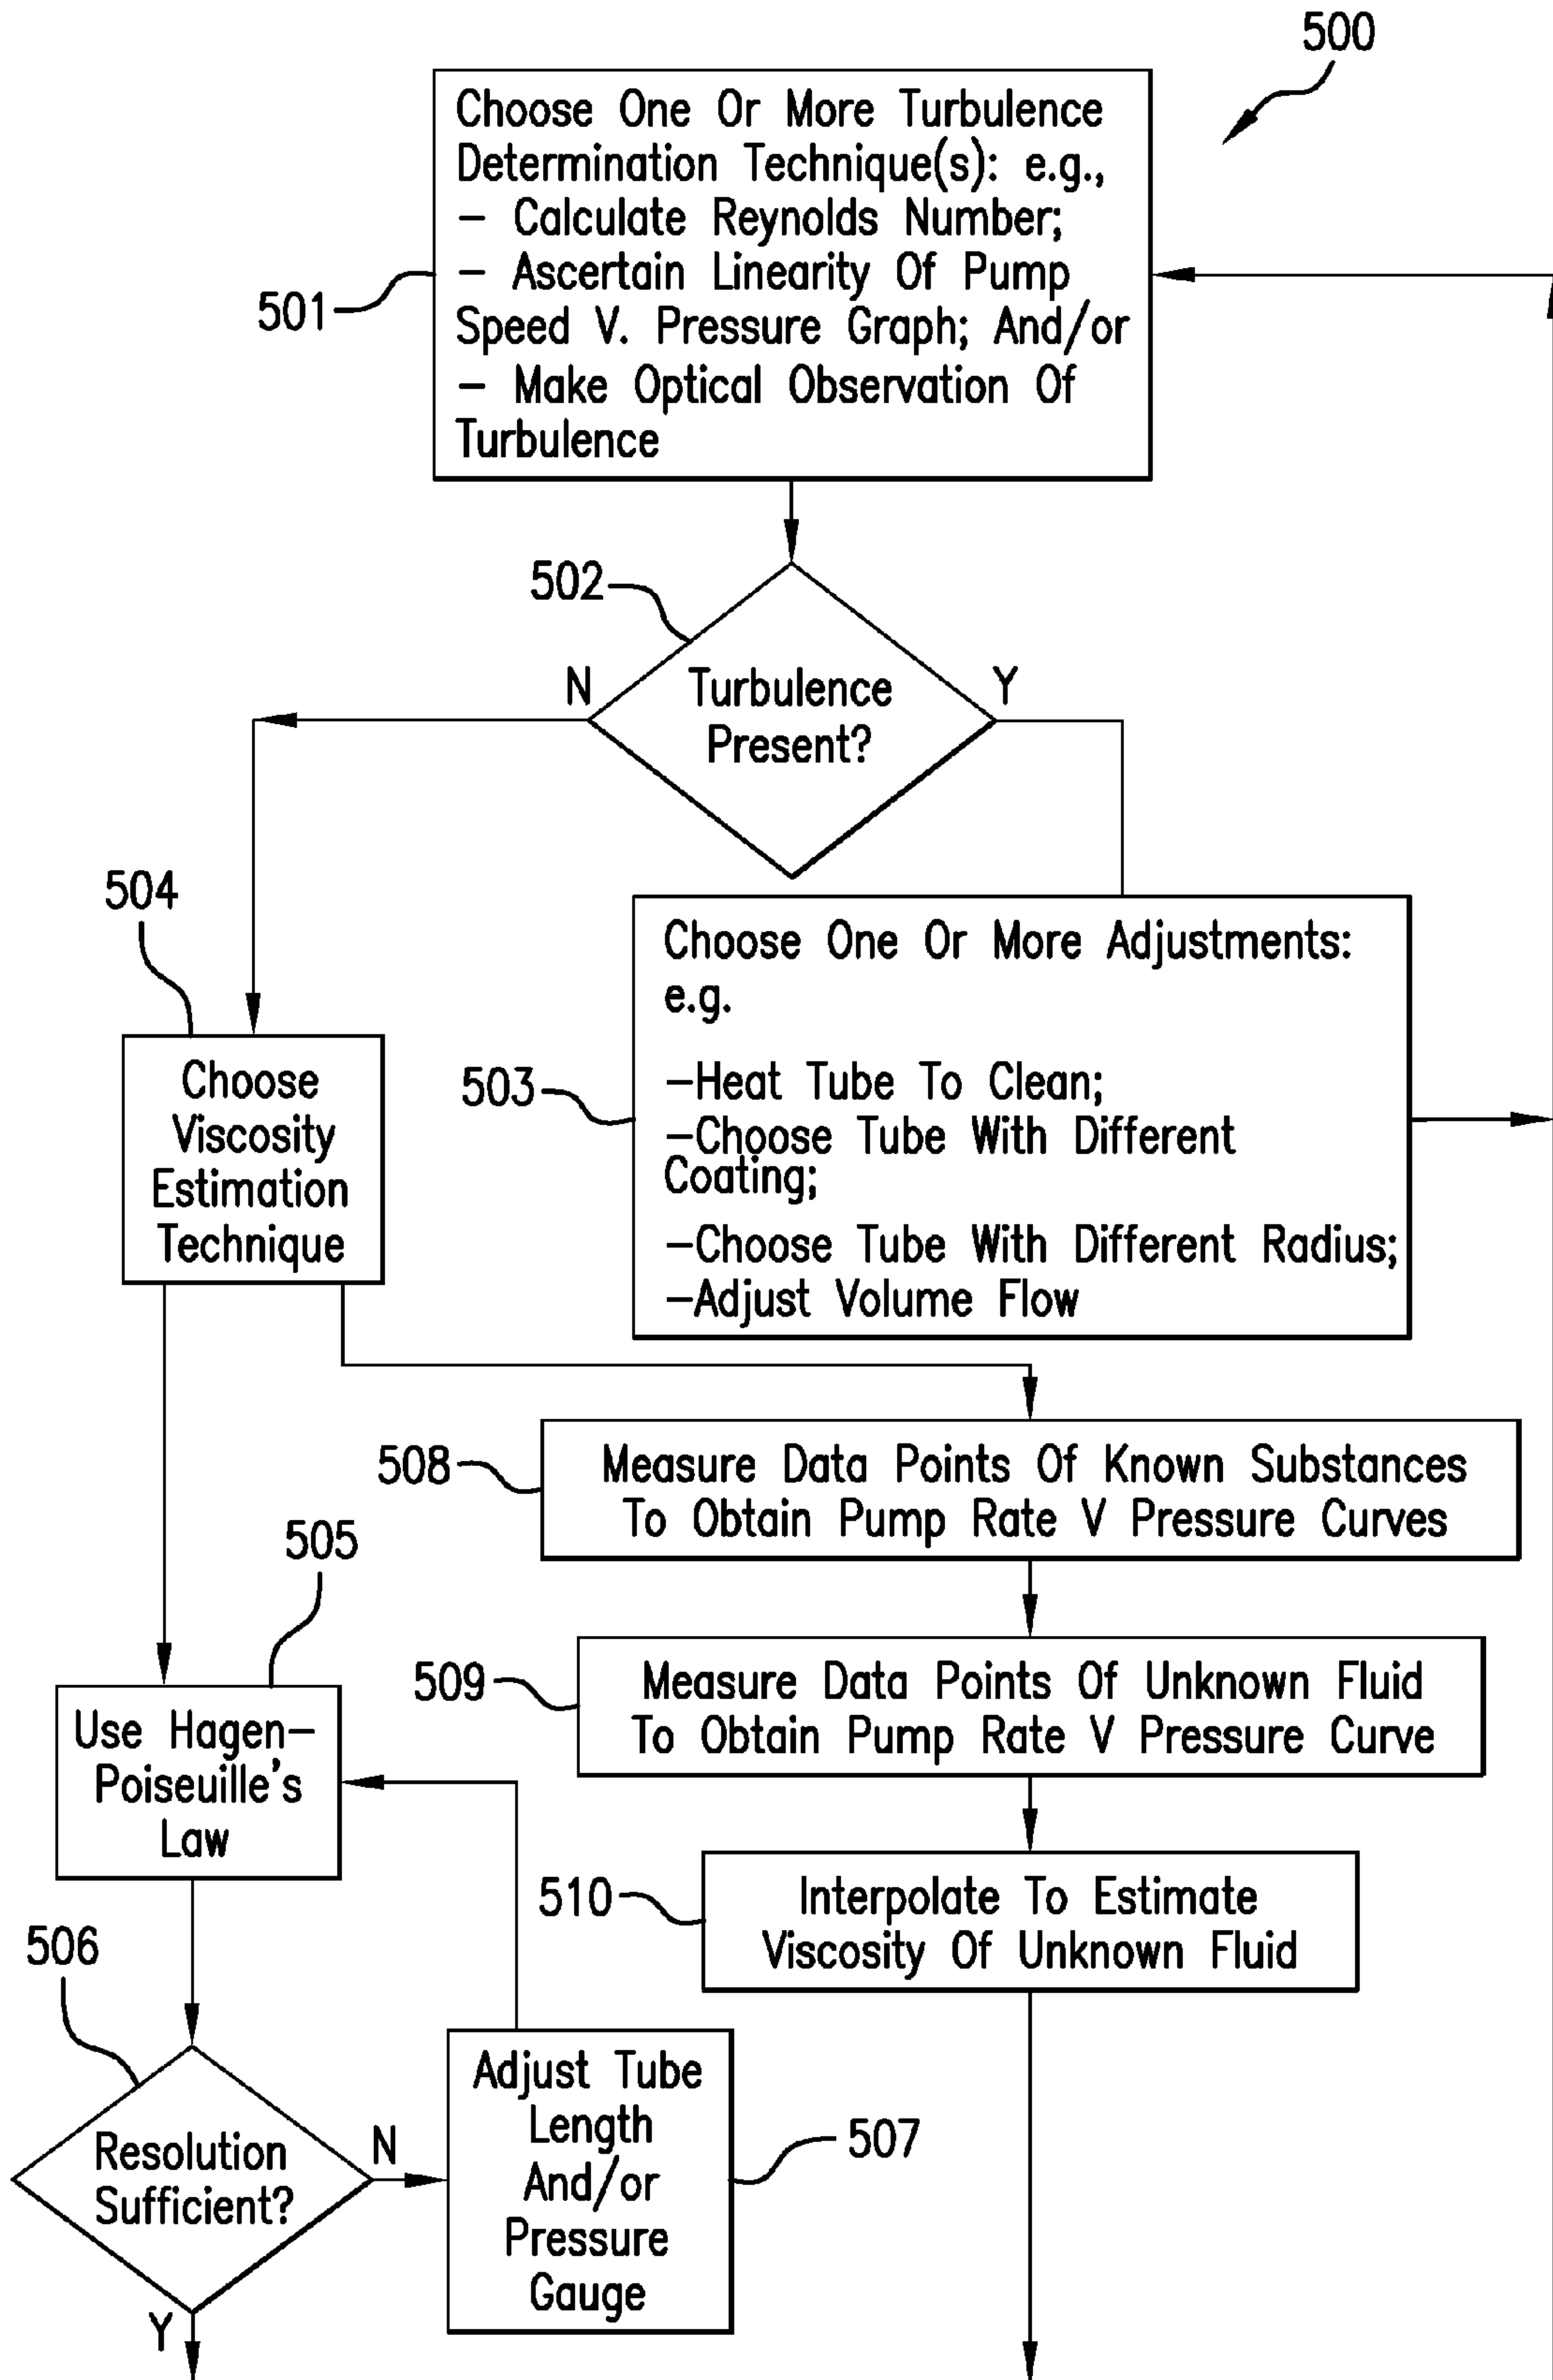 500
Choose One Or More Turbulence
Determination Technique(s): e.g.,
– Calculate Reynolds Number;
– Ascertain Linearity Of Pump
Speed V. Pressure Graph; And/or
– Make Optical Observation Of
Turbulence
501
502
N
Turbulence
Present?
Y
504
Choose
Viscosity
Estimation
Technique
503
Choose One Or More Adjustments:
e.g.
–Heat Tube To Clean;
–Choose Tube With Different
Coating;
–Choose Tube With Different Radius;
–Adjust Volume Flow
508
Measure Data Points Of Known Substances
To Obtain Pump Rate V Pressure Curves
505
509
Measure Data Points Of Unknown Fluid
To Obtain Pump Rate V Pressure Curve
Use Hagen–
Poiseuille's
Law
510
Interpolate To Estimate
Viscosity Of Unknown Fluid
506
Resolution
Sufficient?
N
Y
Adjust Tube
Length
And/or
Pressure
Gauge
507